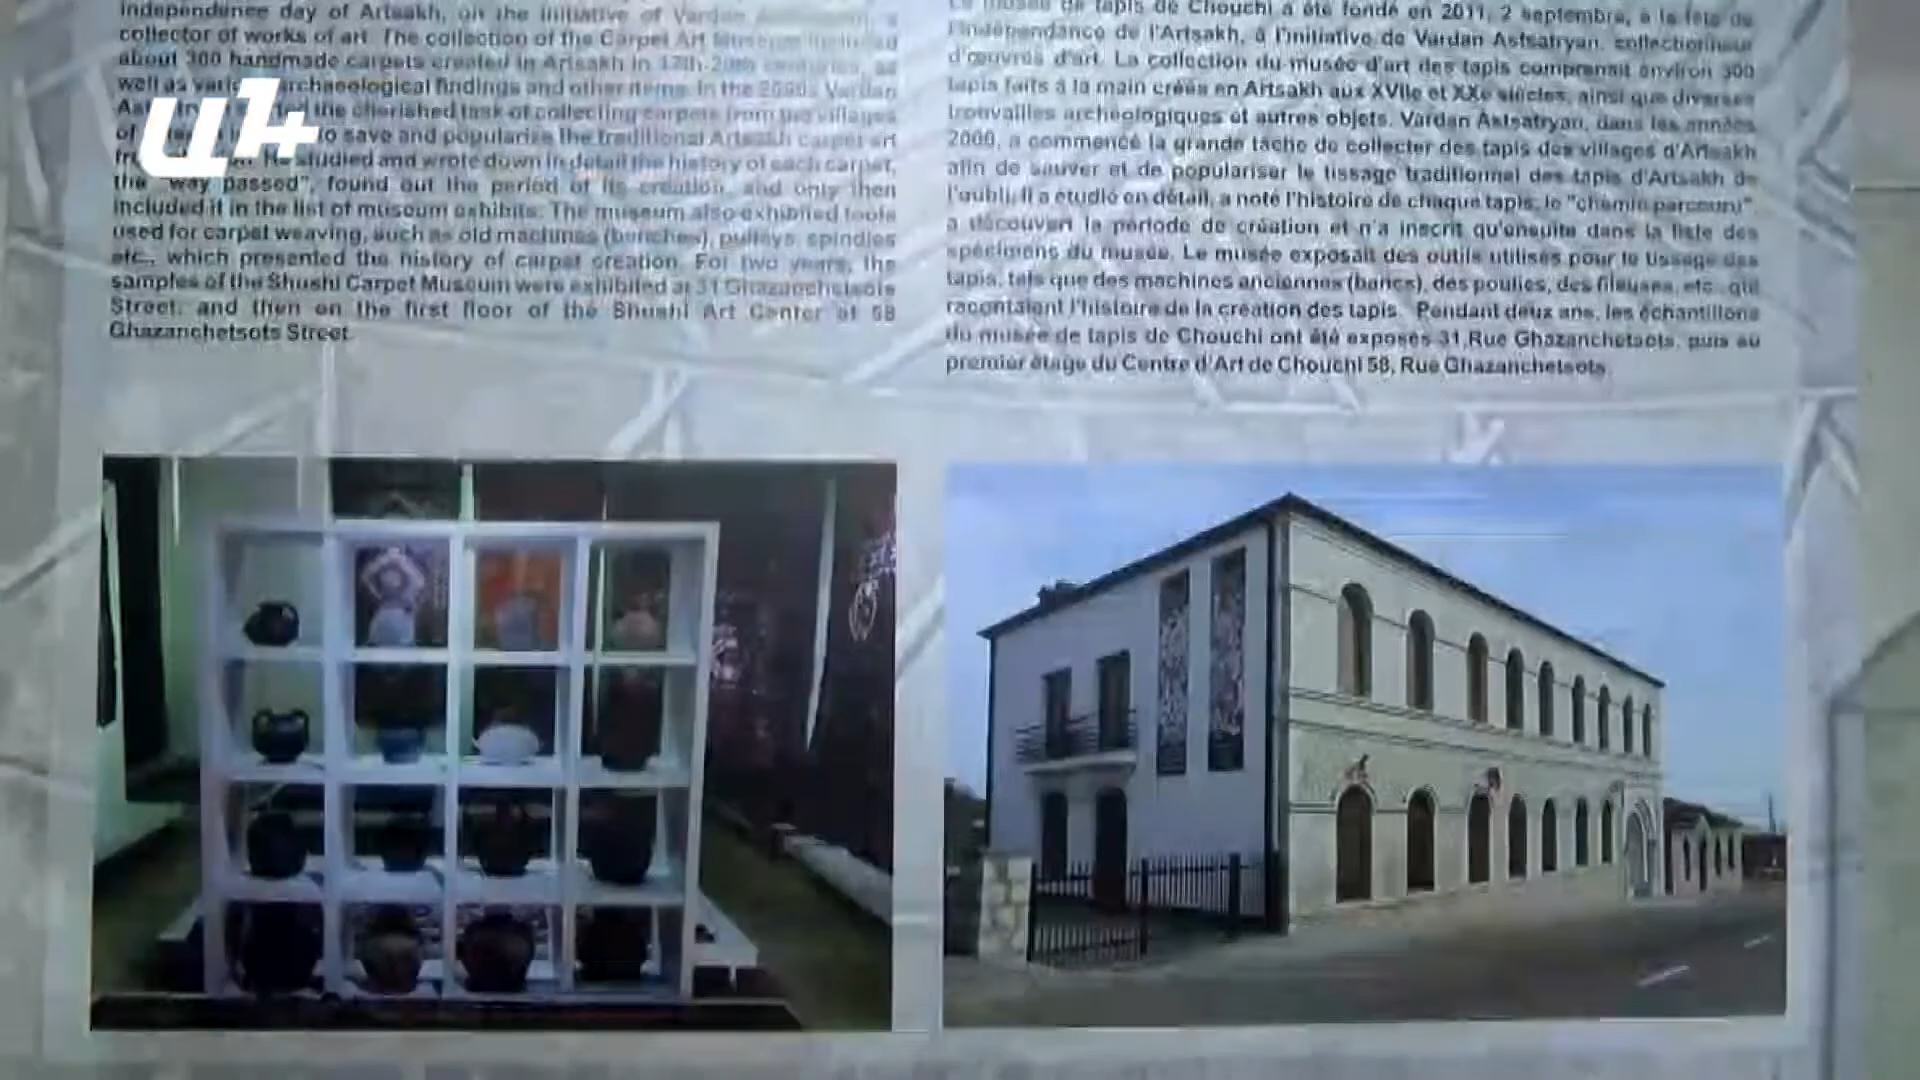 independence day of Artsakh, on the initiative of Vardan
collector of works of art. The collection of the Carpet Art Museum included
about 300 handmade carpets created in Artsakh in 17th-20th centuries, as
well as archaeological findings and other items. In the 2000s Vardan
the cherished task of collecting carpets from the villages
of to save and popularize the traditional Artsakh carpet art
He studied and wrote down in detail the history of each carpet,
the "way passed", found out the period of its creation, and only then
included it in the list of museum exhibits. The museum also exhibited tools
used for carpet weaving, such as old machines (benches), pulleys, spindles
etc., which presented the history of carpet creation. For two years, the
samples of the Shushi Carpet Museum were exhibited at 31 Ghazanchetsots
Street, and then on the first floor of the Shushi Art Center at 58
Ghazanchetsots Street.
Le musée de tapis de Chouchi a été fondé en 2011, 2 septembre, à la fête de
l'indépendance de l'Artsakh, à l'initiative de Vardan Astsatryan, collectionneur
d'œuvres d'art. La collection du musée d'art des tapis comprenait environ 300
tapis faits à la main créés en Artsakh aux XVIIe et XXe siècles, ainsi que diverses
trouvailles archéologiques et autres objets. Vardan Astsatryan, dans les années
2000, a commencé la grande tâche de collecter des tapis des villages d'Artsakh
afin de sauver et de populariser le tissage traditionnel des tapis d'Artsakh de
l'oubli. Il a étudié en détail, a noté l'histoire de chaque tapis, le "chemin parcouru",
a découvert la période de création et n'a inscrit qu'ensuite dans la liste des
spécimens du musée. Le musée exposait des outils utilisés pour le tissage des
tapis, tels que des machines anciennes (bancs), des poulies, des fileuses, etc., qui
racontaient l'histoire de la création des tapis. Pendant deux ans, les échantillons
du musée de tapis de Chouchi ont été exposés 31, Rue Ghazanchetsots, puis au
premier étage du Centre d'Art de Chouchi 58, Rue Ghazanchetsots.